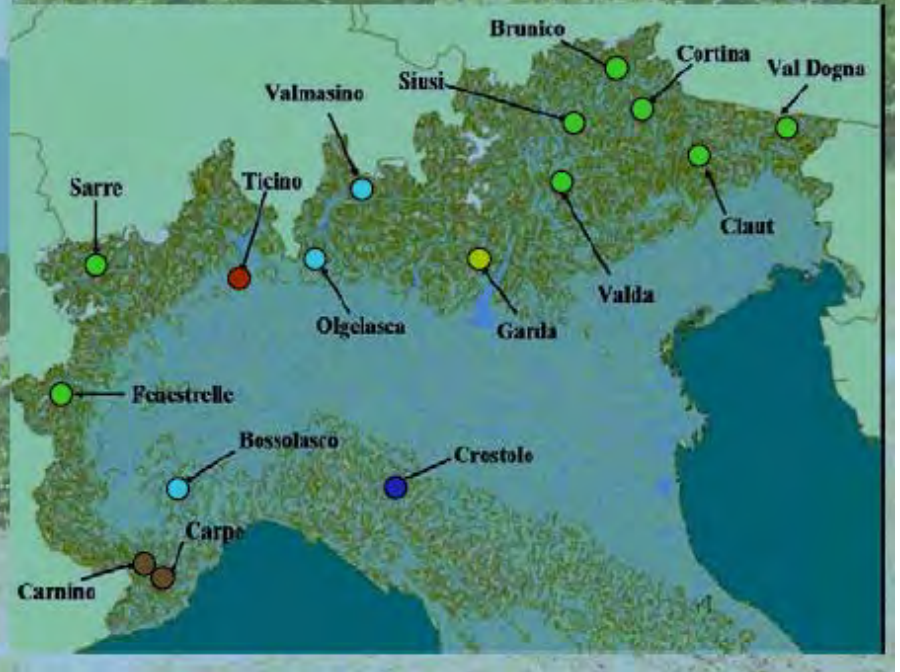 Brunico
Cortina
Val Dogna
Siusi
Valmasino
Sarre
Ticino
Claut
Valda
Olgelasca
Garda
Fenestrelle
Bossolasco
Crostolo
Carpe
Carnino